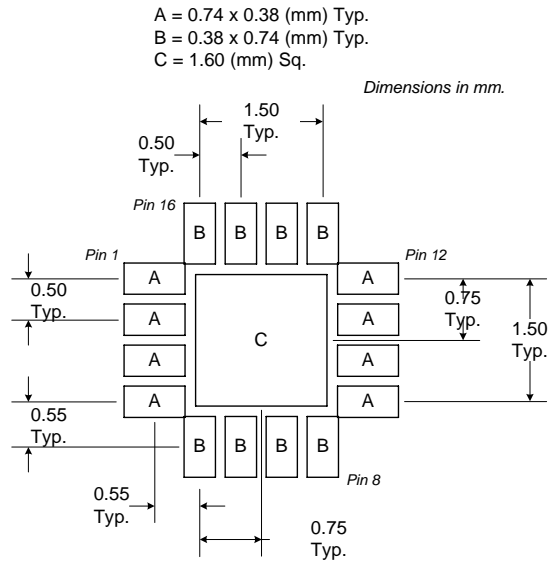 A = 0.74 x 0.38 (mm) Typ.
B = 0.38 x 0.74 (mm) Typ.
C = 1.60 (mm) Sq.
Dimensions in mm.
1.50
Typ.
0.50
Typ.
Pin 16
B B B B
Pin 1
Pin 12
A
A
0.50
Typ.
A
A
0.75
Typ.
1.50
Typ.
C
A
A
0.55
Typ.
A
A
B B B B
Pin 8
0.55
Typ.
0.75
Typ.